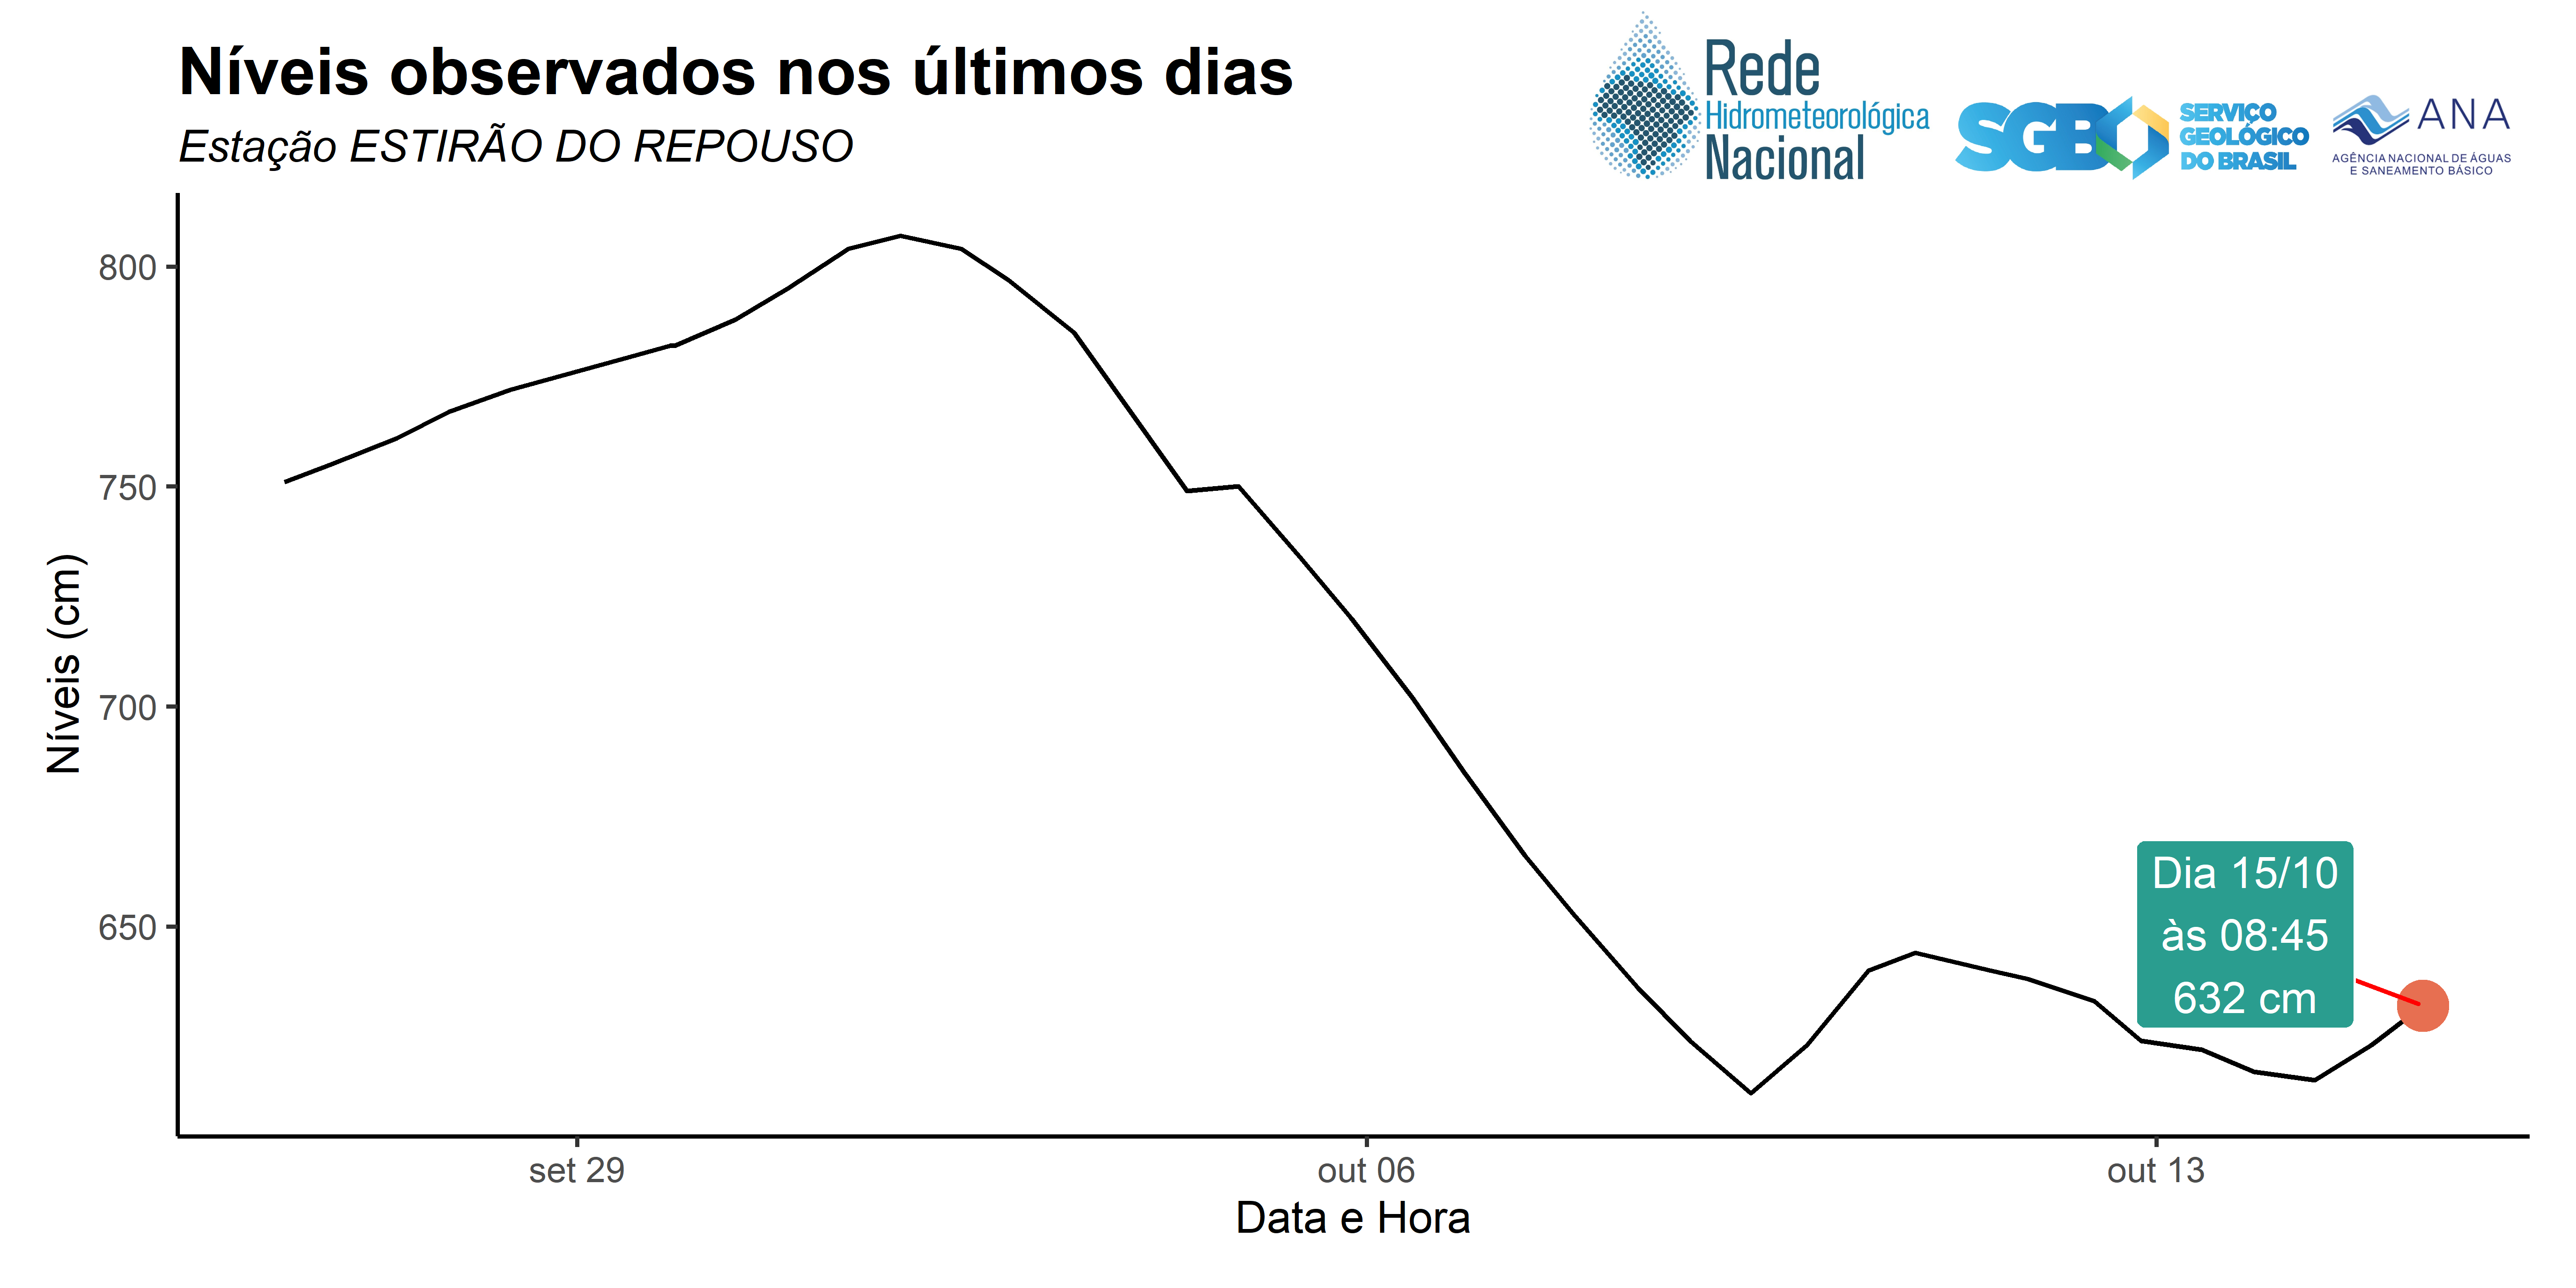 Níveis observados nos últimos dias
Estação ESTIRÃO DO REPOUSO
Rede
Hidrometeorológica
Nacional
SGB
SERVIÇO
GEOLÓGICO
DO BRASIL
ANA
AGÊNCIA NACIONAL DE ÁGUAS
E SANEAMENTO BÁSICO
Níveis (cm)
800
750
700
650
Dia 15/10
às 08:45
632 cm
set 29
out 06
out 13
Data e Hora